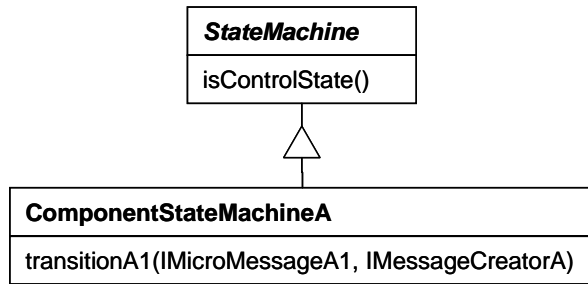 StateMachine
isControlState()
ComponentStateMachineA
transitionA1(IMicroMessageA1, IMessageCreatorA)